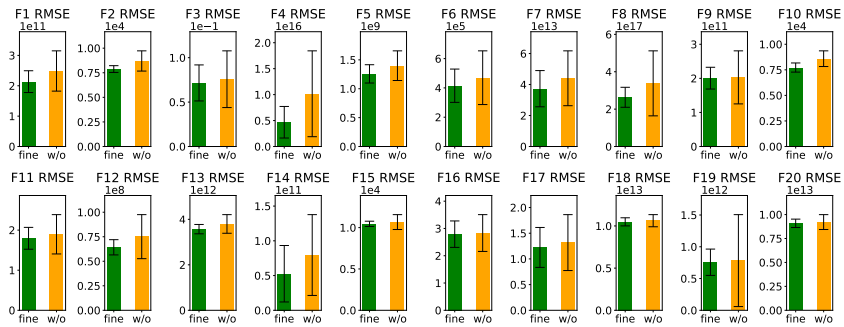 F1 RMSE F2 RMSE F3 RMSE F4 RMSE F5 RMSE F6 RMSE F7 RMSE F8 RMSE F9 RMSE F10 RMSE
1e11 1e4 1e−1 1e16 1e9 1e5 1e13 1e17 1e11 1e4
3 2 1 0 fine w/o
1.00 0.75 0.50 0.25 0.00 fine w/o
1.0 0.5 0.0 fine w/o
2.0 1.5 1.0 0.5 0.0 fine w/o
1.5 1.0 0.5 0.0 fine w/o
6 4 2 0 fine w/o
6 4 2 0 fine w/o
6 4 2 0 fine w/o
3 2 1 0 fine w/o
1.00 0.75 0.50 0.25 0.00 fine w/o
F11 RMSE F12 RMSE F13 RMSE F14 RMSE F15 RMSE F16 RMSE F17 RMSE F18 RMSE F19 RMSE F20 RMSE
1e8 1e12 1e11 1e4 1e13 1e12 1e13
2 1 0 fine w/o
1.00 0.75 0.50 0.25 0.00 fine w/o
4 2 0 fine w/o
1.5 1.0 0.5 0.0 fine w/o
1.0 0.0 fine w/o
4 3 2 1 0 fine w/o
2.0 1.5 1.0 0.5 0.0 fine w/o
1.0 0.5 0.0 fine w/o
1.5 1.0 0.5 0.0 fine w/o
1.00 0.75 0.50 0.25 0.00 fine w/o